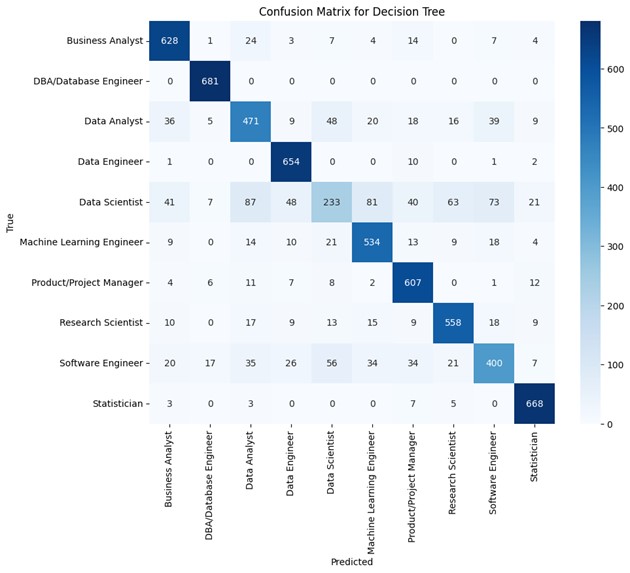 Confusion Matrix for Decision Tree
Business Analyst 628 1 24 3 7 4 14 0 7 4
DBA/Database Engineer 0 681 0 0 0 0 0 0 0 0
Data Analyst 36 5 471 9 48 20 18 16 39 9
Data Engineer 1 0 0 654 0 0 10 0 1 2
Data Scientist 41 7 87 48 233 81 40 63 73 21
Machine Learning Engineer 9 0 14 10 21 534 13 9 18 4
Product/Project Manager 4 6 11 7 8 2 607 0 1 12
Research Scientist 10 0 17 9 13 15 9 558 18 9
Software Engineer 20 17 35 26 56 34 34 21 400 7
Statistician 3 0 3 0 0 0 7 5 0 668
True
Business Analyst
DBA/Database Engineer
Data Analyst
Data Engineer
Data Scientist
Machine Learning Engineer
Product/Project Manager
Research Scientist
Software Engineer
Statistician
Predicted
600
500
400
300
200
100
0